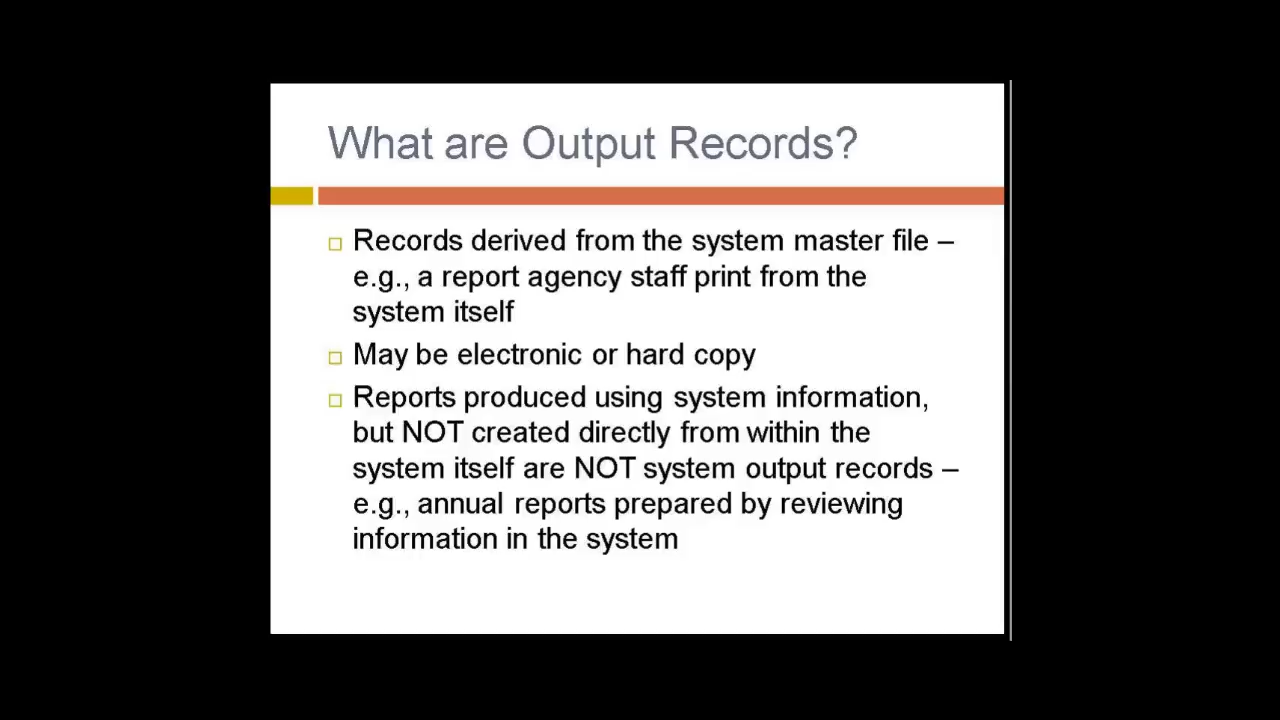 What are Output Records?
Records derived from the system master file –
e.g., a report agency staff print from the
system itself
May be electronic or hard copy
Reports produced using system information,
but NOT created directly from within the
system itself are NOT system output records –
e.g., annual reports prepared by reviewing
information in the system